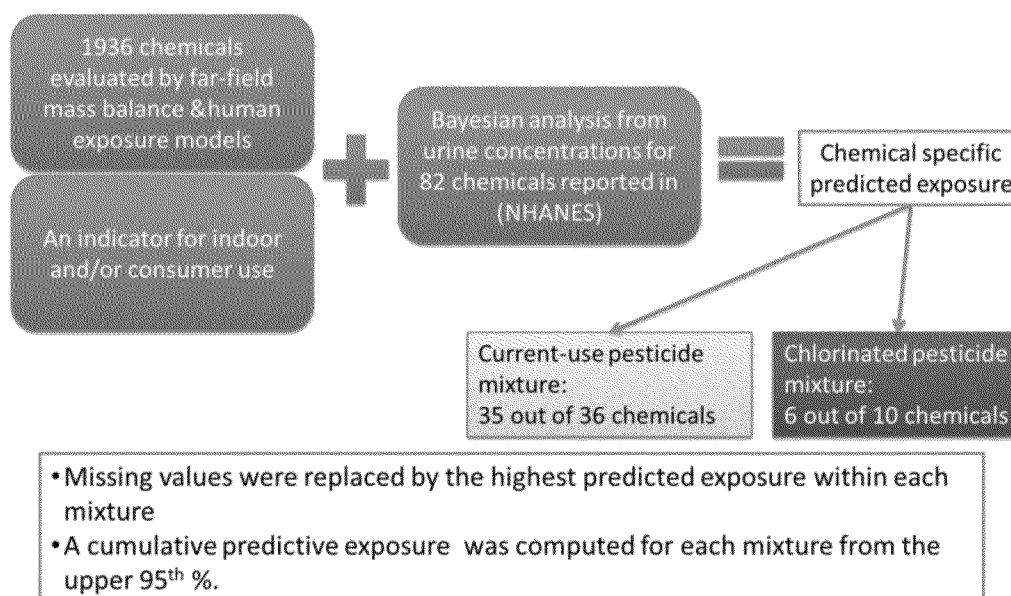 1936 chemicals
evaluated by far-field
mass balance &human
exposure models
An indicator for indoor
and/or consumer use
Bayesian analysis from
urine concentrations for
82 chemicals reported in
(NHANES)
Chemical specific
predicted exposure
Current-use pesticide
mixture:
35 out of 36 chemicals
Chlorinated pesticide
mixture:
6 out of 10 chemicals
•Missing values were replaced by the highest predicted exposure within each
mixture
•A cumulative predictive exposure was computed for each mixture from the
upper 95th %.